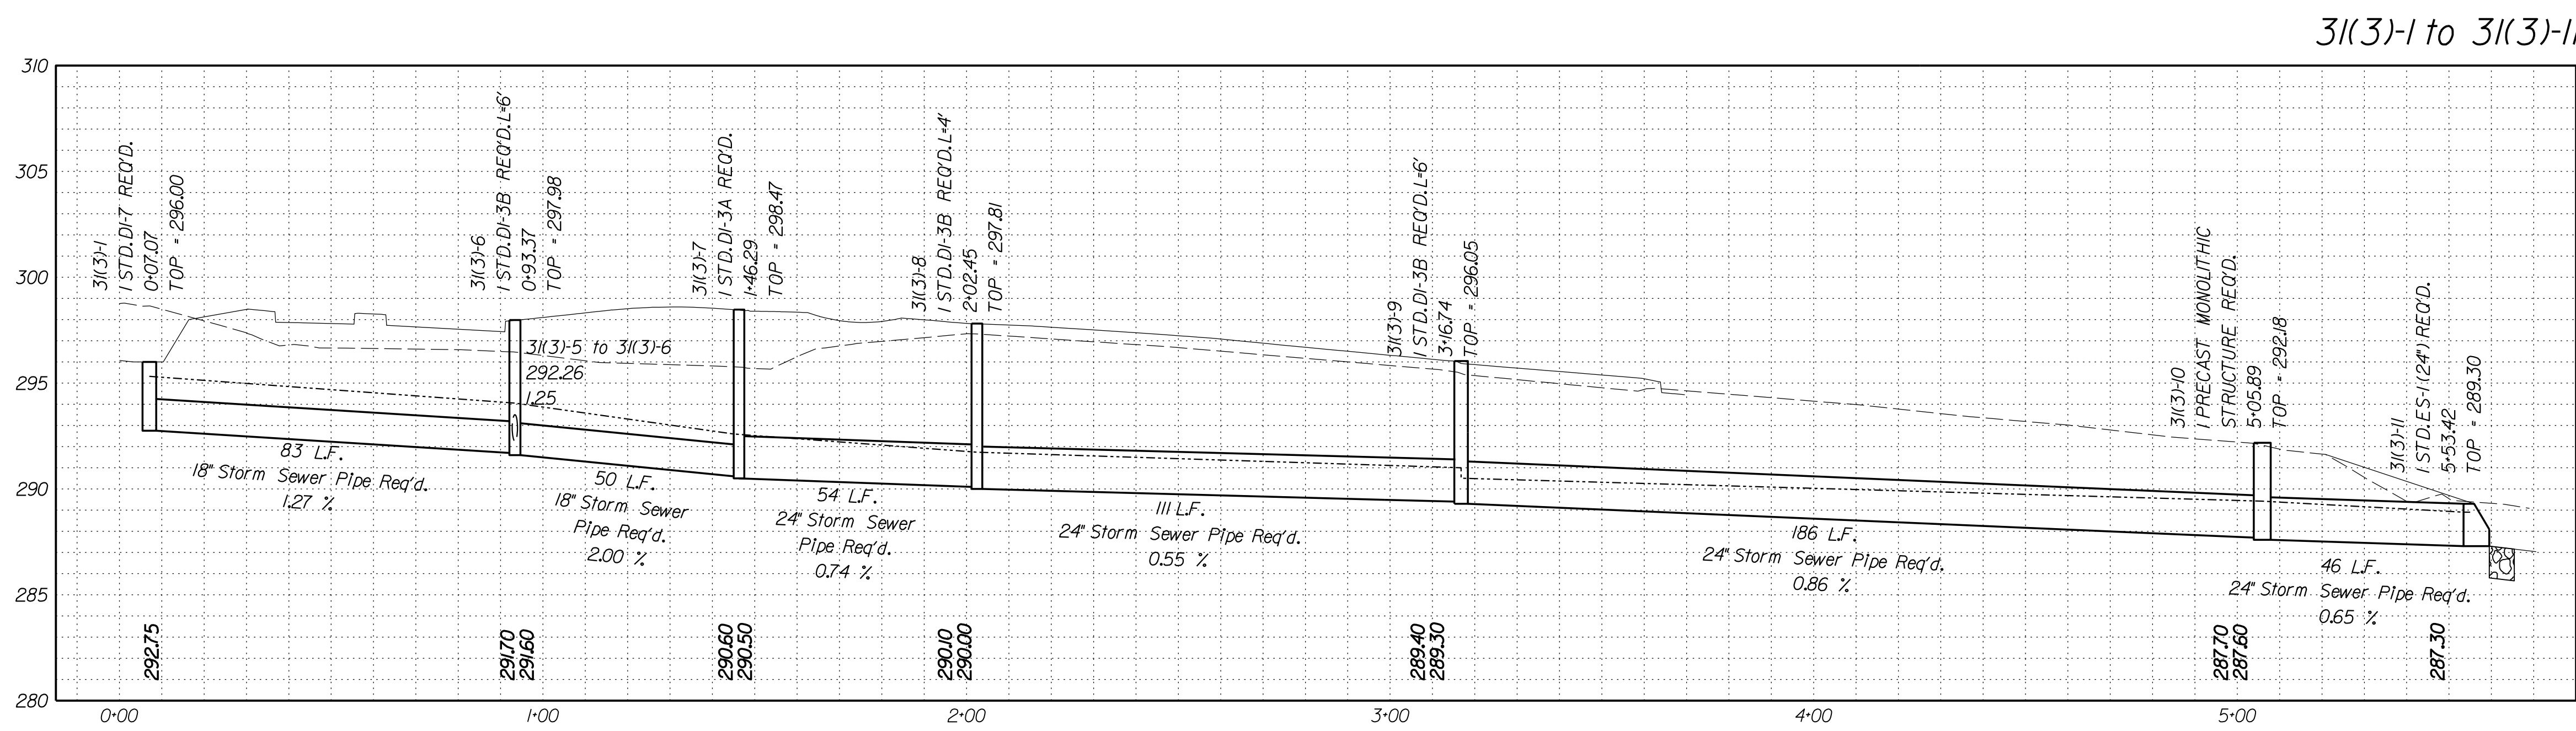 31(3)-1 to 31(3)-11
310
305
300
295
290
285
280
31(3)-1
1 STD. DI-7 REQ'D.
0+07.07
TOP = 296.00
31(3)-6
1 STD. DI-3B REQ'D. L=6'
0+93.37
TOP = 297.98
31(3)-7
1 STD. DI-3A REQ'D.
1+46.29
TOP = 298.47
31(3)-8
1 STD. DI-3B REQ'D. L=4'
2+02.45
TOP = 297.81
31(3)-9
1 STD. DI-3B REQ'D. L=6'
3+16.74
TOP = 296.05
31(3)-10
1 PRECAST MONOLITHIC
STRUCTURE REQ'D.
5+05.89
TOP = 292.18
31(3)-11
1 STD. ES-1 (24") REQ'D.
5+53.42
TOP = 289.30
31(3)-5 to 31(3)-6
292.26
1.25
83 L.F.
18" Storm Sewer Pipe Req'd.
1.27 %
50 L.F.
18" Storm Sewer
Pipe Req'd.
2.00 %
54 L.F.
24" Storm Sewer
Pipe Req'd.
0.74 %
111 L.F.
24" Storm Sewer Pipe Req'd.
0.55 %
186 L.F.
24" Storm Sewer Pipe Req'd.
0.86 %
46 L.F.
24" Storm Sewer Pipe Req'd.
0.65 %
292.75
291.70
291.60
290.60
290.50
290.10
290.00
289.40
289.30
287.70
287.60
287.30
0+00
1+00
2+00
3+00
4+00
5+00